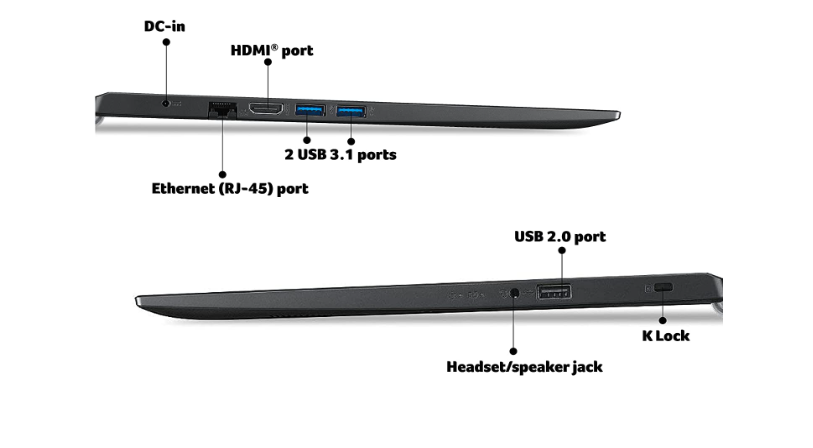 DC-in
HDMI® port
2 USB 3.1 ports
Ethernet (RJ-45) port
USB 2.0 port
K Lock
Headset/speaker jack